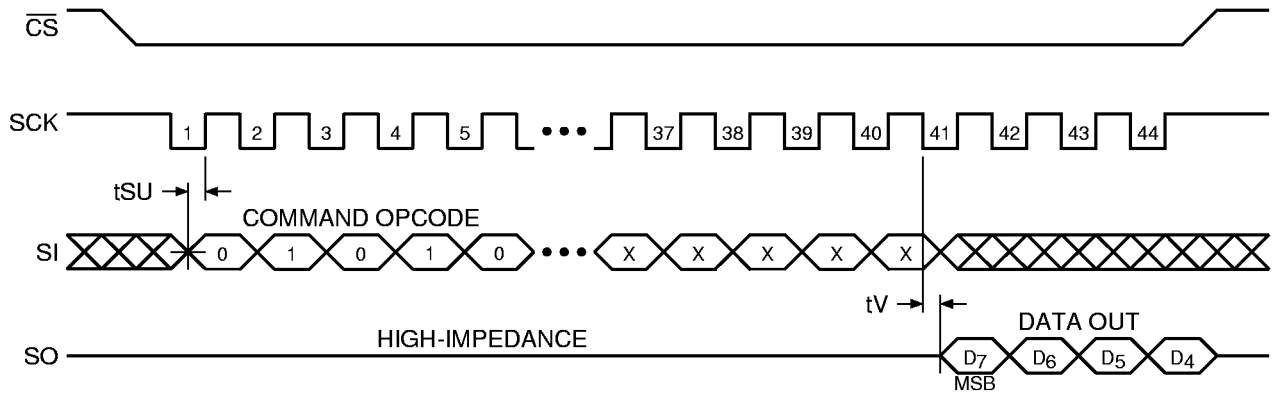 CS
SCK 1 2 3 4 5 ••• 37 38 39 40 41 42 43 44
tSU
COMMAND OPCODE
SI 0 1 0 1 0 ••• X X X X X
tV
HIGH-IMPEDANCE
DATA OUT
SO D7 D6 D5 D4
MSB